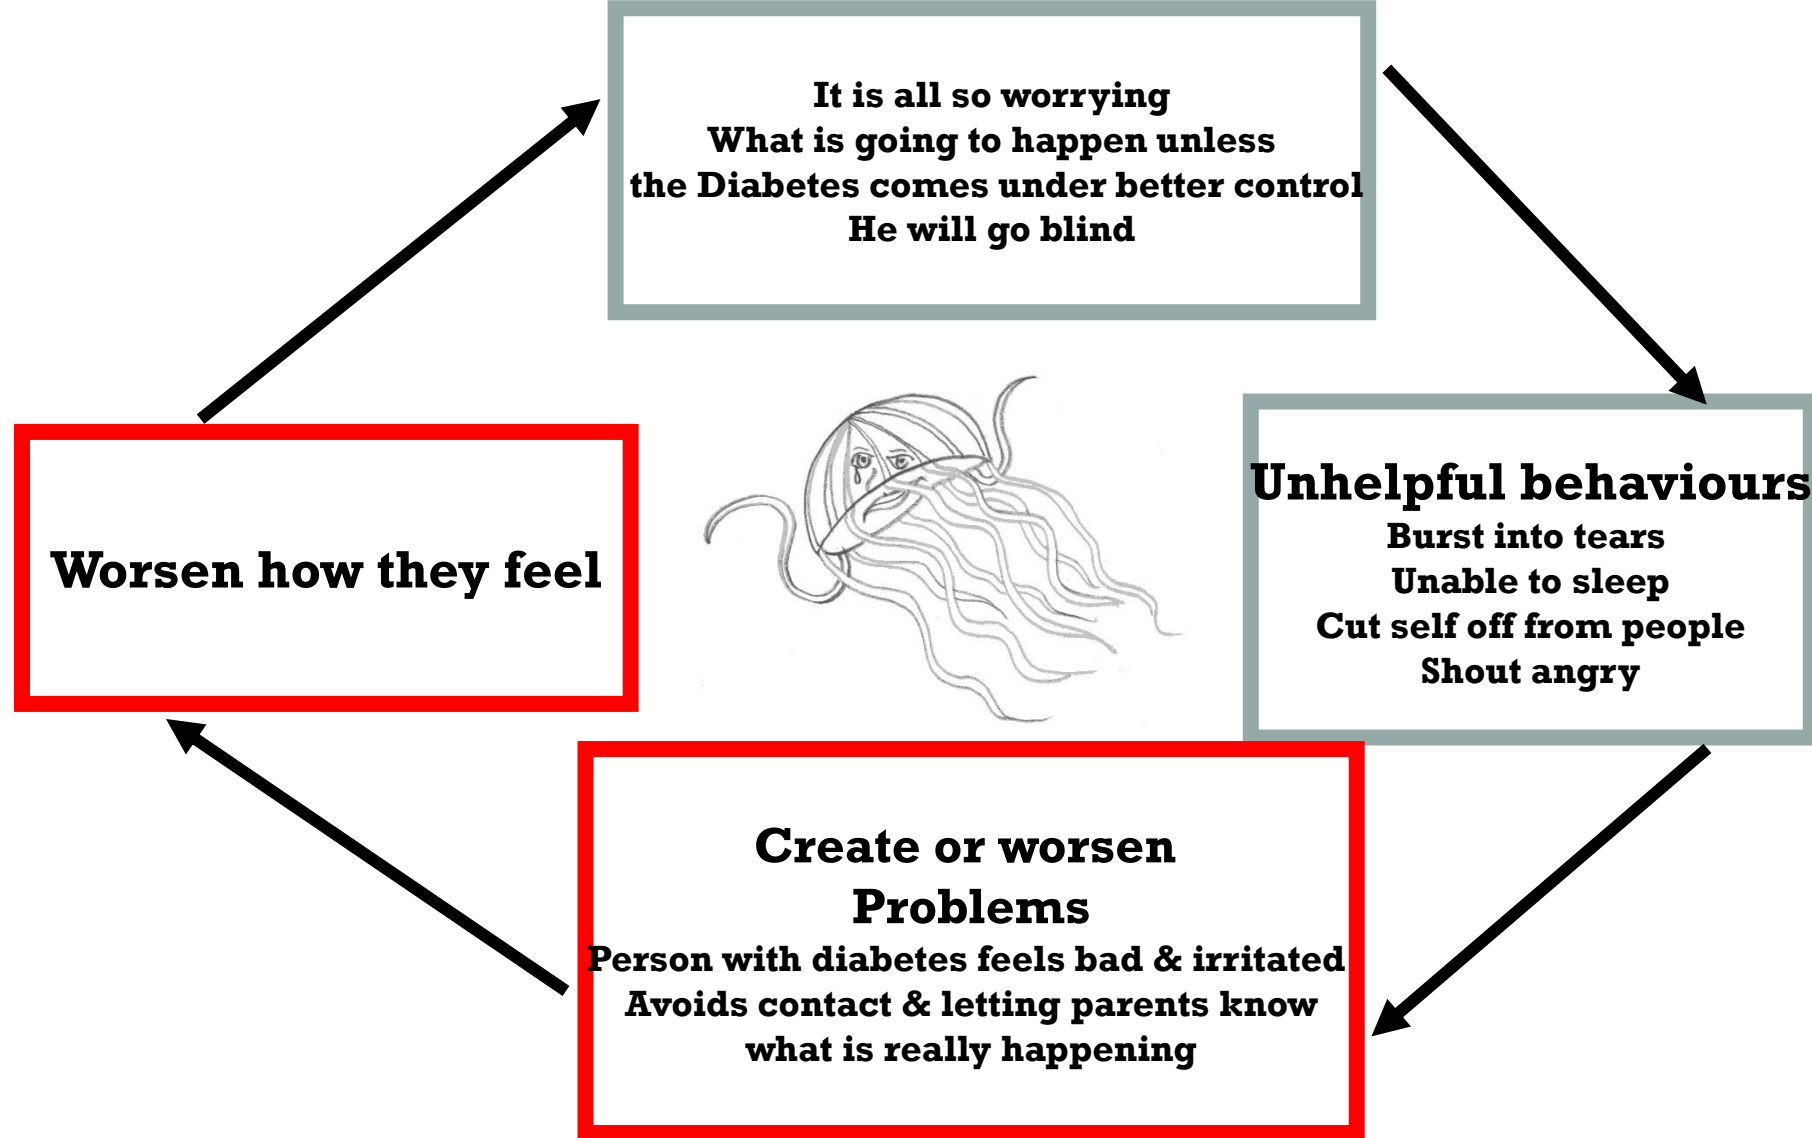 It is all so worrying
What is going to happen unless
the Diabetes comes under better control
He will go blind
Unhelpful behaviours
Burst into tears
Unable to sleep
Cut self off from people
Shout angry
Create or worsen
Problems
Person with diabetes feels bad & irritated
Avoids contact & letting parents know
what is really happening
Worsen how they feel